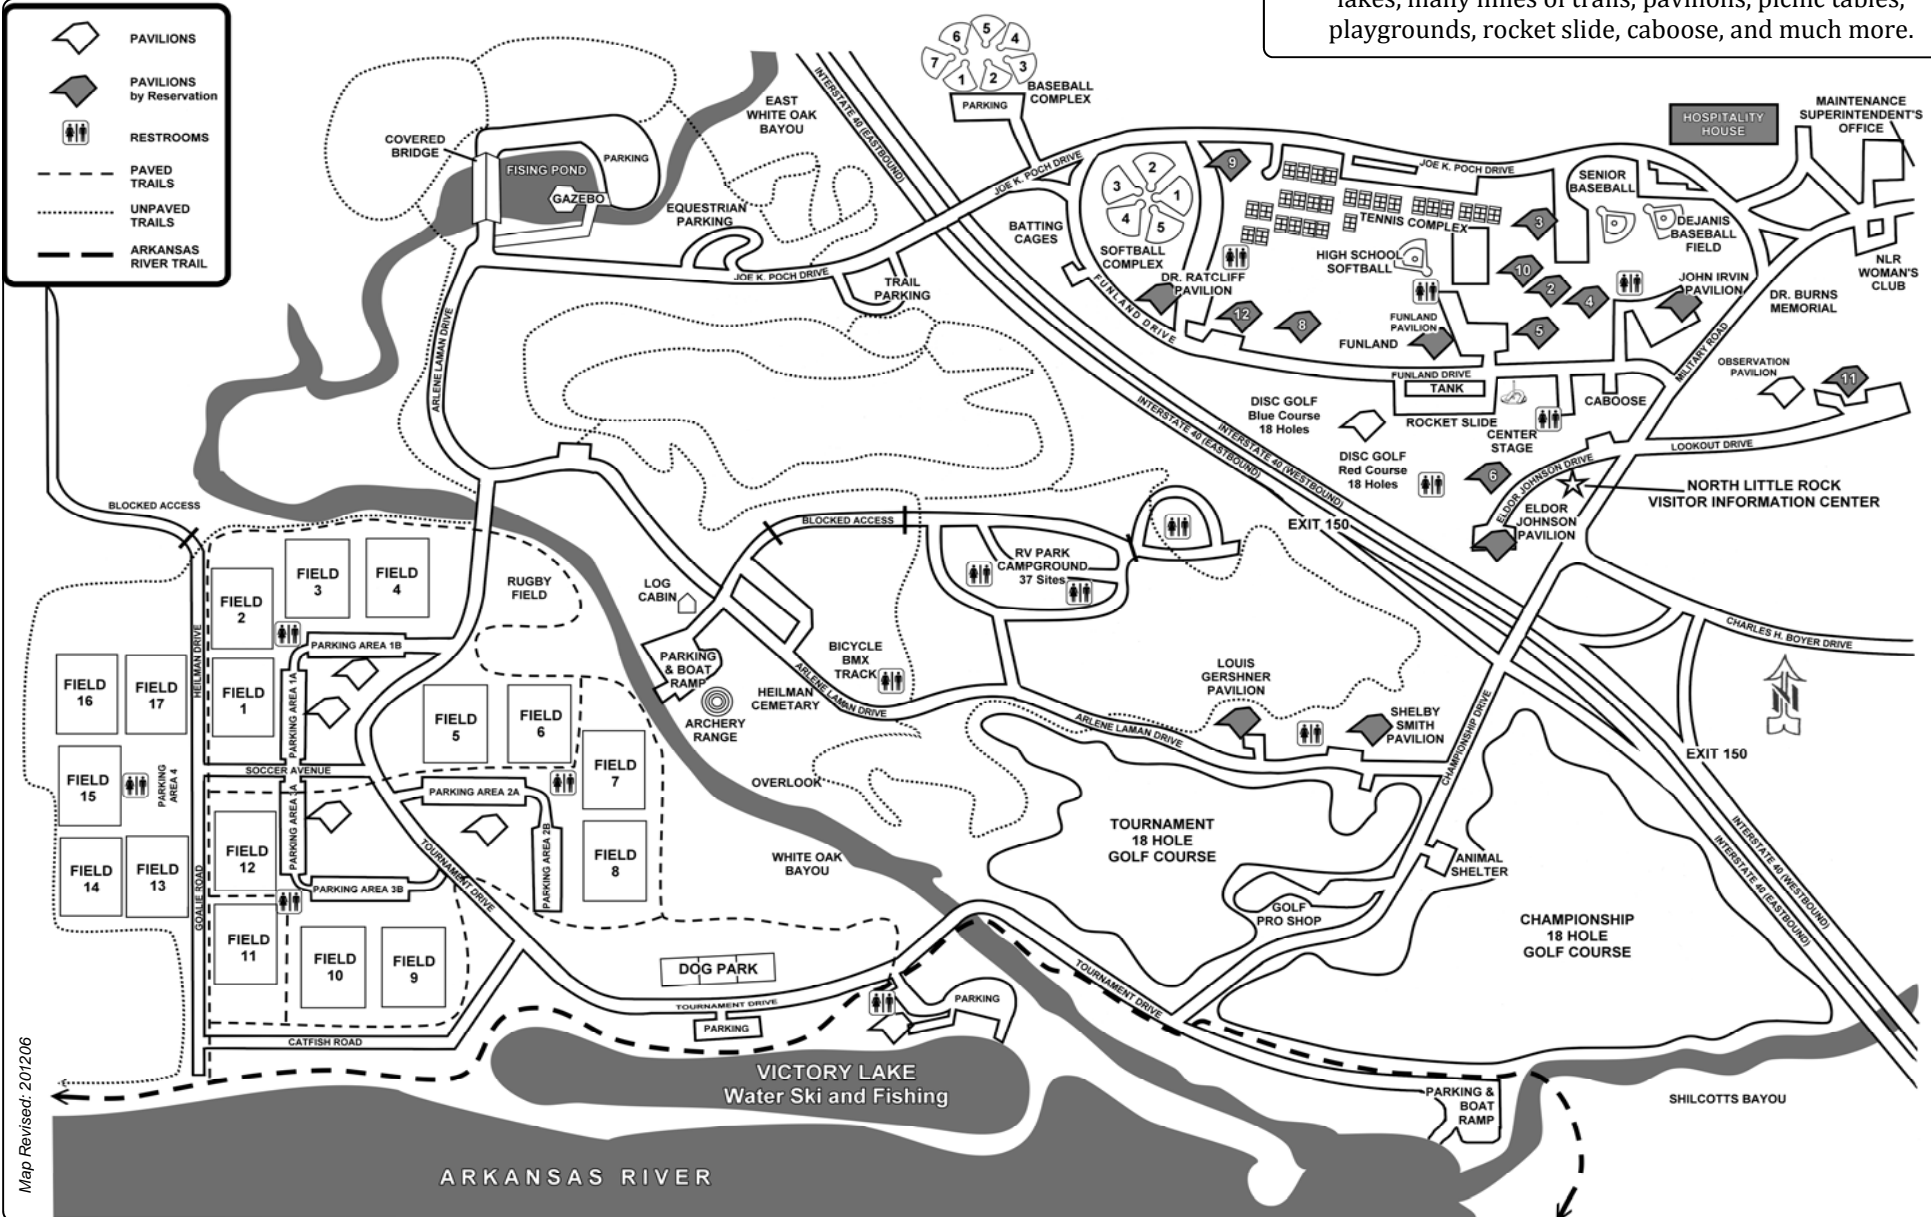 lakes, many miles of trails, pavilions, picnic tables,
playgrounds, rocket slide, caboose, and much more.
PAVILIONS
PAVILIONS
by Reservation
RESTROOMS
PAVED
TRAILS
UNPAVED
TRAILS
ARKANSAS
RIVER TRAIL
COVERED
BRIDGE
FISING POND
GAZEBO
PARKING
EAST
WHITE OAK
BAYOU
EQUESTRIAN
PARKING
JOE K. POCH DRIVE
TRAIL
PARKING
ARLENE LAMAN DRIVE
INTERSTATE 40 (WESTBOUND)
INTERSTATE 40 (EASTBOUND)
5
6
4
7
3
1
2
PARKING
BASEBALL
COMPLEX
JOE K. POCH DRIVE
BATTING
CAGES
2
3
1
4
5
SOFTBALL
COMPLEX
9
DR. RATCLIFF
PAVILION
FUNLAND DRIVE
12
8
TENNIS COMPLEX
HIGH SCHOOL
SOFTBALL
JOE K. POCH DRIVE
SENIOR
BASEBALL
DEJANIS
BASEBALL
FIELD
3
10
2
4
5
JOHN IRVIN
PAVILION
FUNLAND
PAVILION
FUNLAND
FUNLAND DRIVE
TANK
ROCKET SLIDE
CENTER
STAGE
CABOOSE
HOSPITALITY
HOUSE
MAINTENANCE
SUPERINTENDENT'S
OFFICE
NLR
WOMAN'S
CLUB
DR. BURNS
MEMORIAL
MILITARY ROAD
OBSERVATION
PAVILION
11
LOOKOUT DRIVE
DISC GOLF
Blue Course
18 Holes
DISC GOLF
Red Course
18 Holes
6
ELDOR JOHNSON DRIVE
ELDOR
JOHNSON
PAVILION
NORTH LITTLE ROCK
VISITOR INFORMATION CENTER
INTERSTATE 40 (EASTBOUND)
INTERSTATE 40 (WESTBOUND)
EXIT 150
CHARLES H. BOYER DRIVE
N
EXIT 150
INTERSTATE 40 (WESTBOUND)
INTERSTATE 40 (EASTBOUND)
BLOCKED ACCESS
BLOCKED ACCESS
RV PARK
CAMPGROUND
37 Sites
LOG
CABIN
PARKING
& BOAT
RAMP
ARCHERY
RANGE
BICYCLE
BMX
TRACK
HEILMAN
CEMETARY
ARLENE LAMAN DRIVE
ARLENE LAMAN DRIVE
LOUIS
GERSHNER
PAVILION
SHELBY
SMITH
PAVILION
CHAMPIONSHIP DRIVE
OVERLOOK
WHITE OAK
BAYOU
TOURNAMENT
18 HOLE
GOLF COURSE
ANIMAL
SHELTER
GOLF
PRO SHOP
CHAMPIONSHIP
18 HOLE
GOLF COURSE
RUGBY
FIELD
FIELD
2
FIELD
3
FIELD
4
PARKING AREA 1B
HEILMAN DRIVE
FIELD
16
FIELD
17
FIELD
1
PARKING AREA 1A
FIELD
5
FIELD
6
FIELD
7
SOCCER AVENUE
FIELD
15
PARKING
AREA 4
PARKING AREA 3A
PARKING AREA 2A
PARKING AREA 2B
FIELD
8
FIELD
14
FIELD
13
FIELD
12
PARKING AREA 3B
TOURNAMENT DRIVE
GOALIE ROAD
FIELD
11
FIELD
10
FIELD
9
CATFISH ROAD
DOG PARK
TOURNAMENT DRIVE
PARKING
PARKING
TOURNAMENT DRIVE
VICTORY LAKE
Water Ski and Fishing
PARKING &
BOAT
RAMP
SHILCOTTS BAYOU
ARKANSAS RIVER
Map Revised: 201206